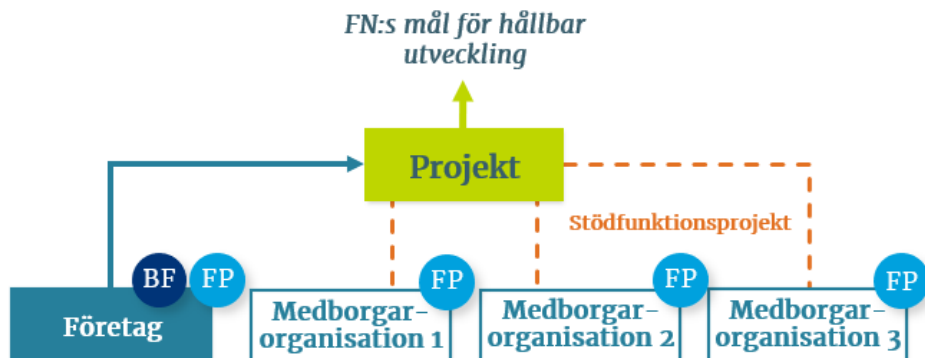 FN:s mål för hållbar
utveckling
Projekt
Stödfunktionsprojekt
BF
FP
FP
FP
FP
Företag
Medborgar-
organisation 1
Medborgar-
organisation 2
Medborgar-
organisation 3